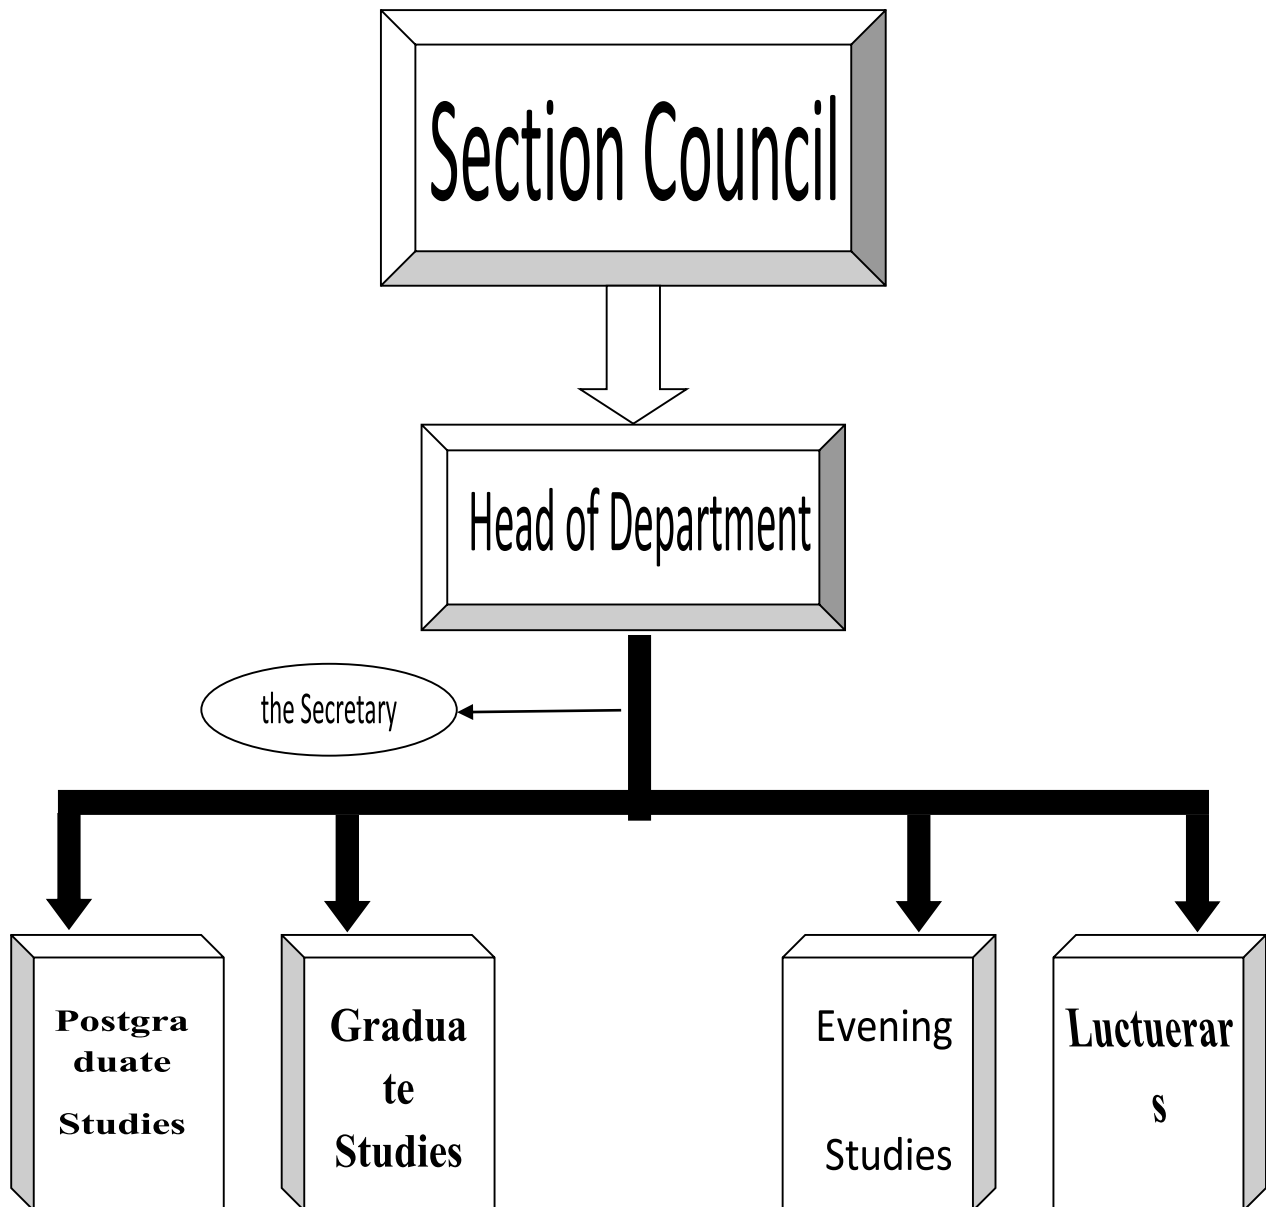 Section Council
Head of Department
the Secretary
Postgra
duate
Studies
Gradua
te
Studies
Evening
Studies
Luctuerar
s